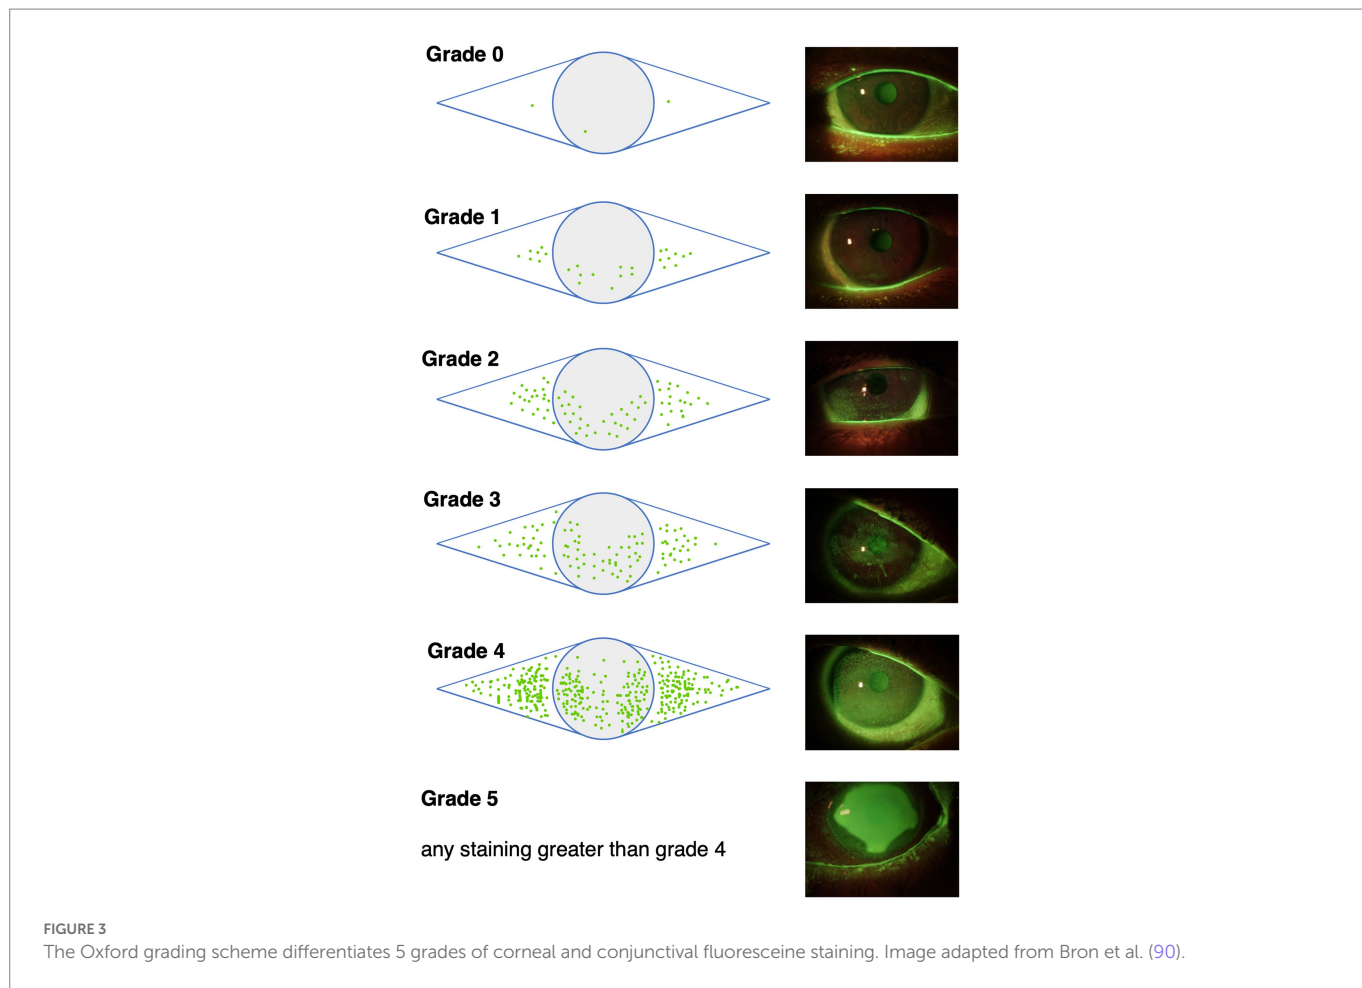 Grade 0
Grade 1
Grade 2
Grade 3
Grade 4
Grade 5
any staining greater than grade 4
FIGURE 3
The Oxford grading scheme differentiates 5 grades of corneal and conjunctival fluoresceine staining. Image adapted from Bron et al. (90).